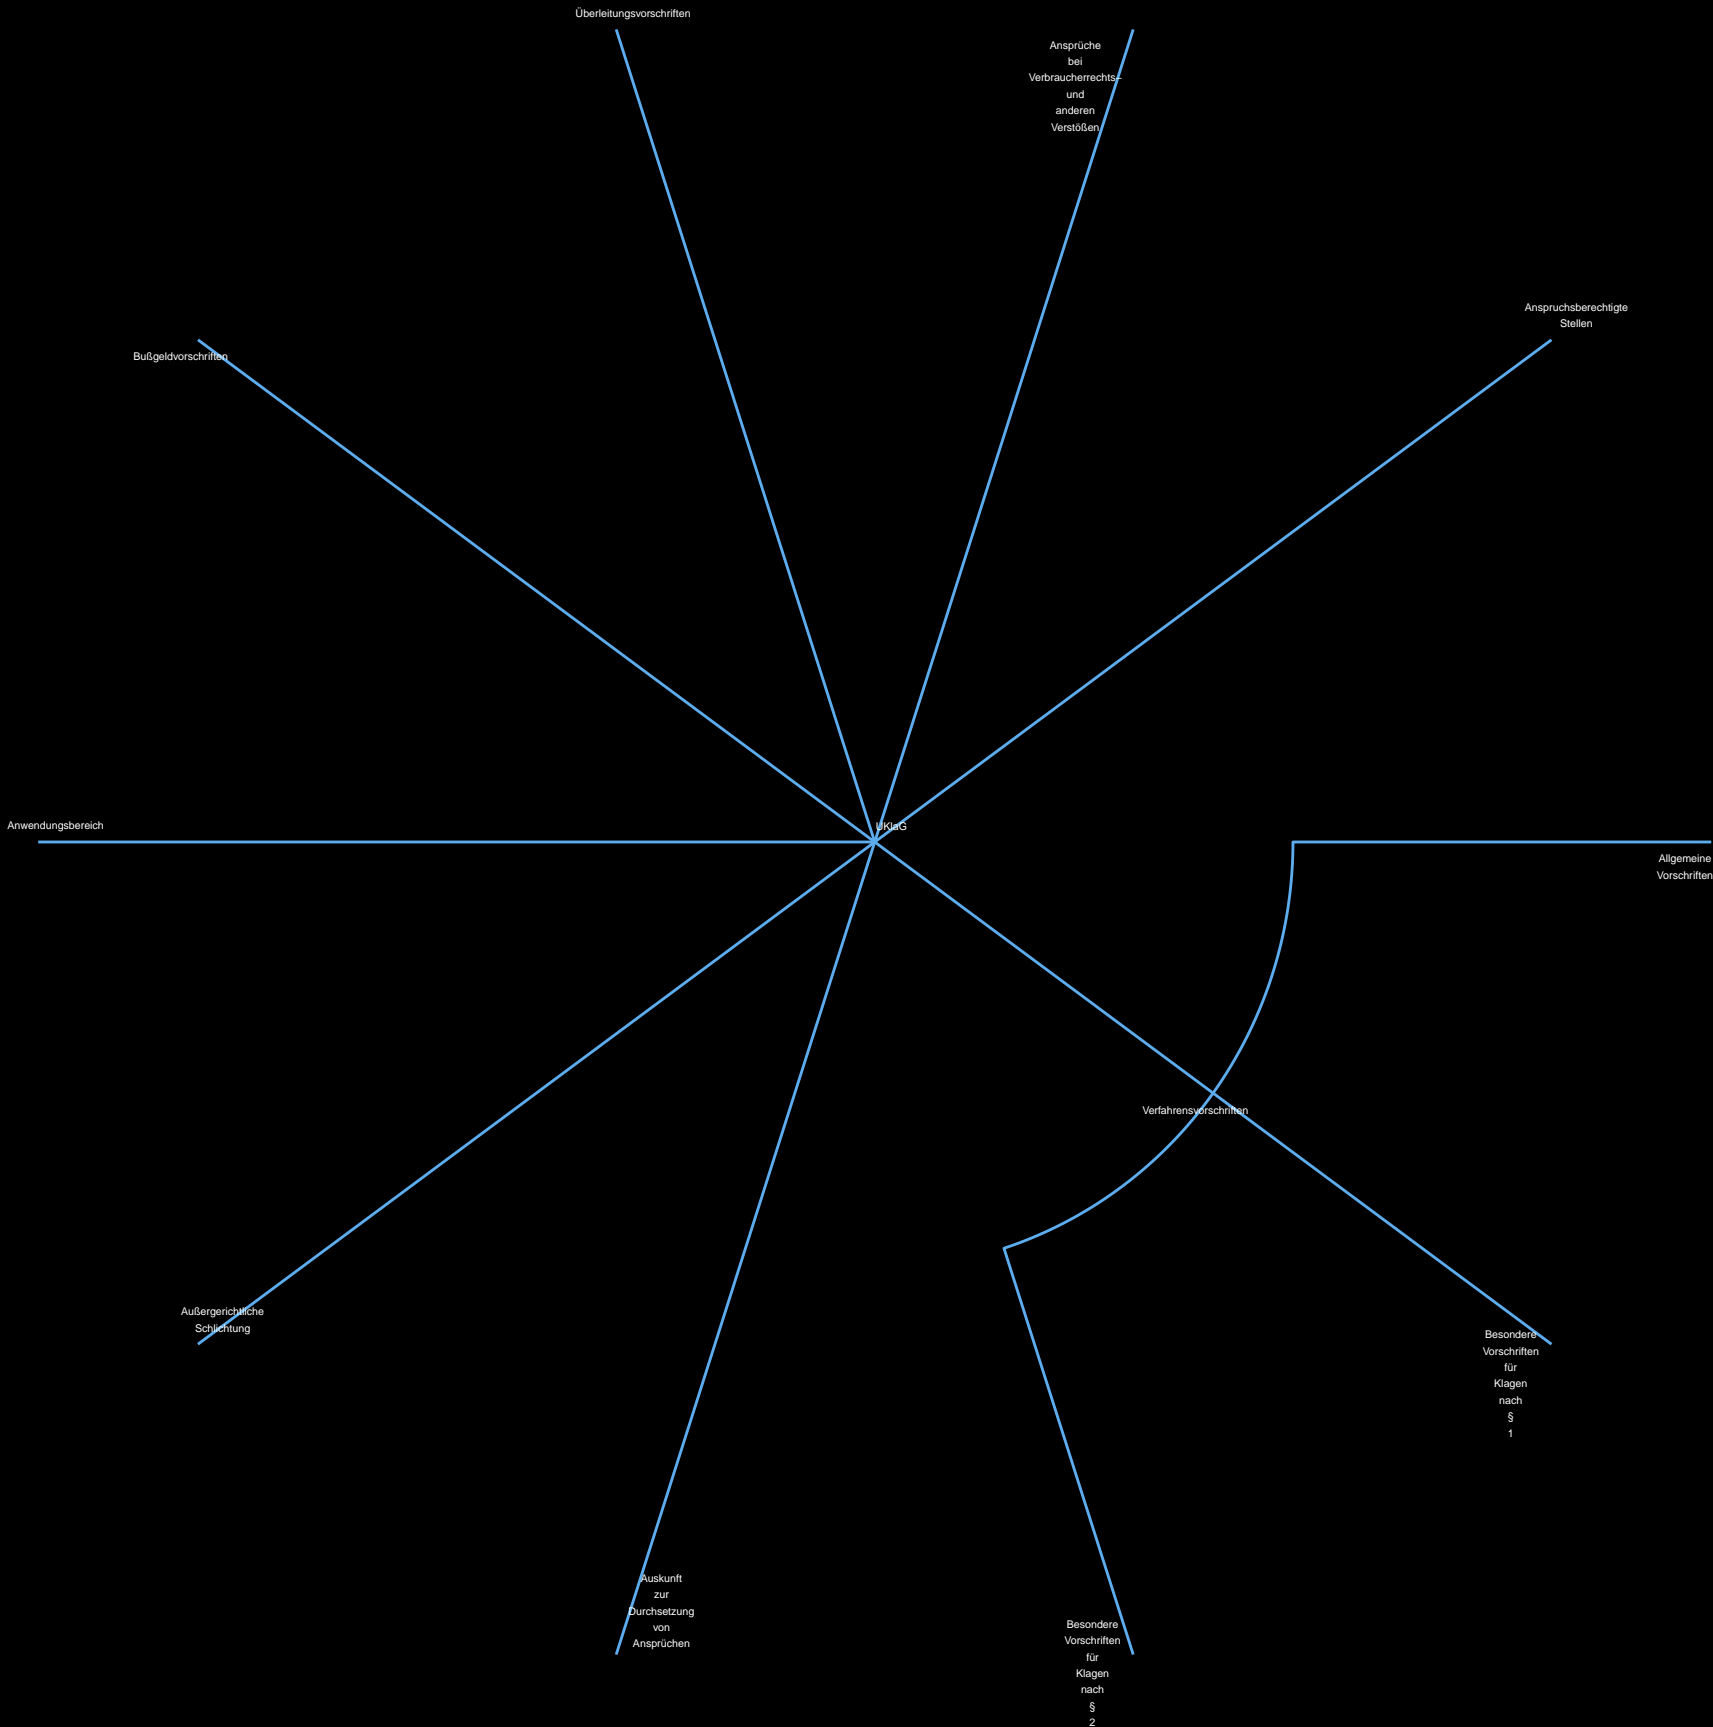 Überleitungsvorschriften
Ansprüche
bei
Verbraucherrechts-
und
anderen
Verstößen
Anspruchsberechtigte
Stellen
Bußgeldvorschriften
Anwendungsbereich
UKlaG
Allgemeine
Vorschriften
Verfahrensvorschriften
Außergerichtliche
Schlichtung
Besondere
Vorschriften
für
Klagen
nach
§
1
Auskunft
zur
Durchsetzung
von
Ansprüchen
Besondere
Vorschriften
für
Klagen
nach
§
2